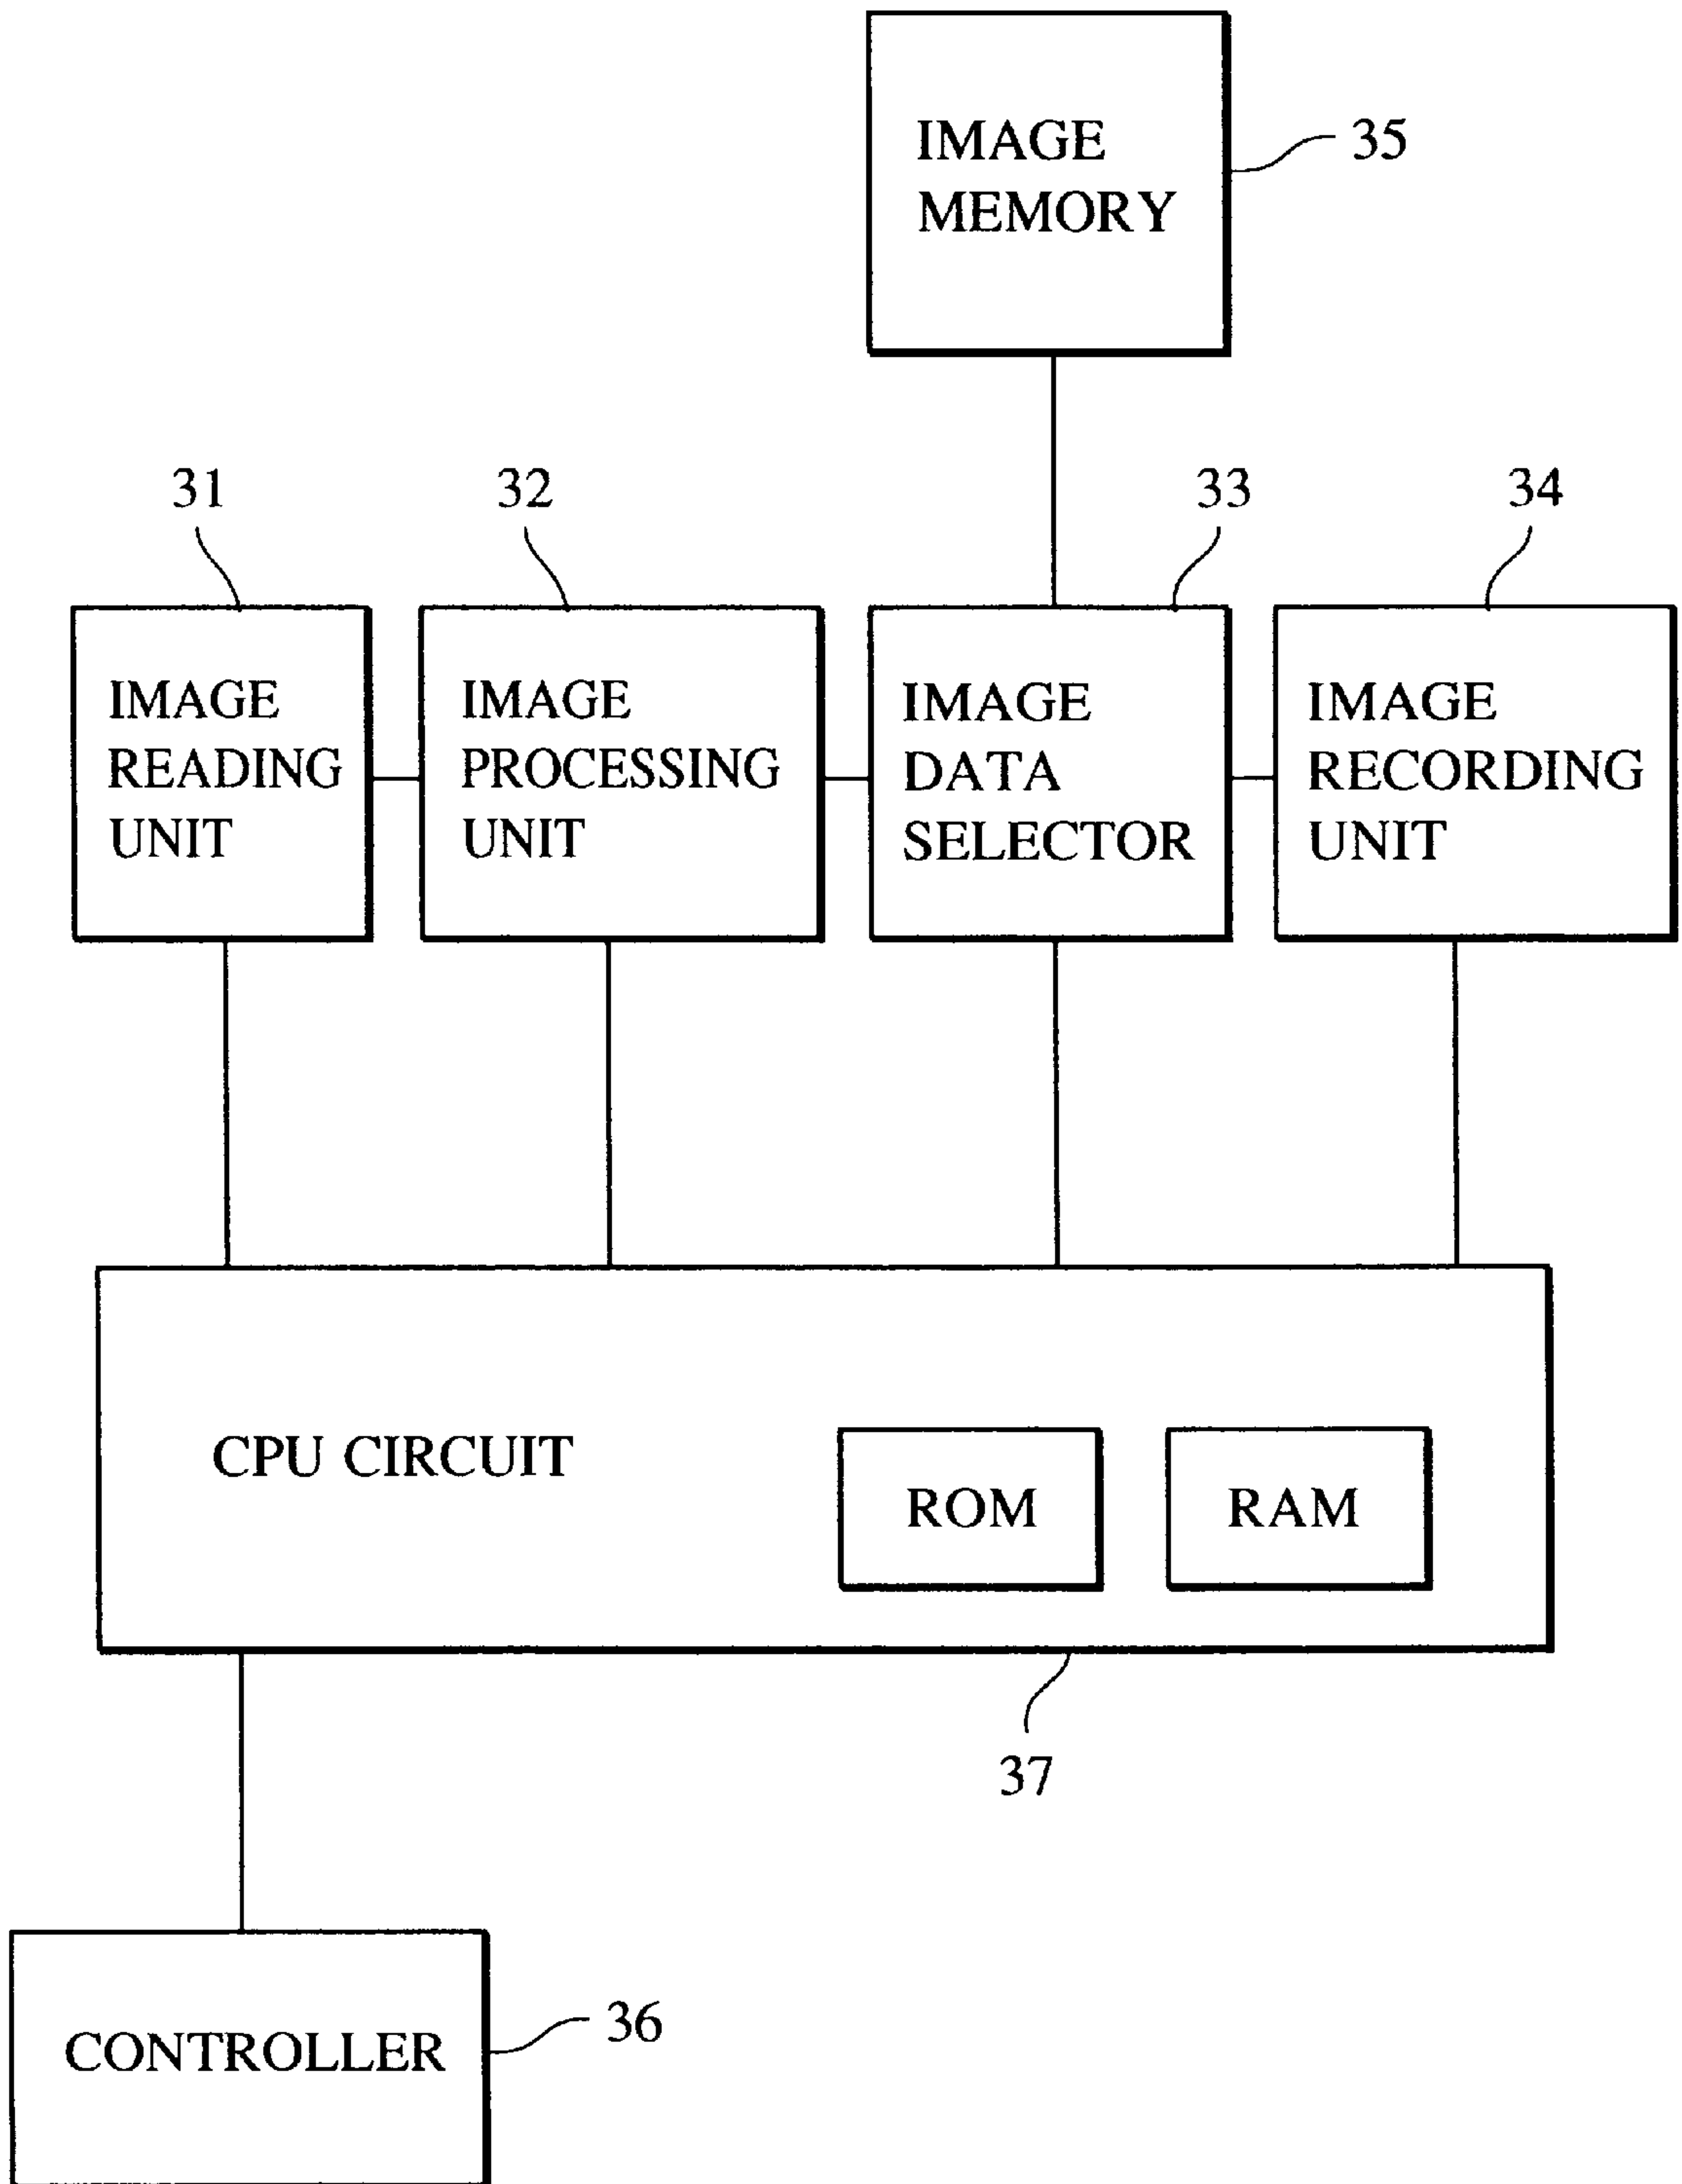 IMAGE
MEMORY
35
31
32
33
34
IMAGE
READING
UNIT
IMAGE
PROCESSING
UNIT
IMAGE
DATA
SELECTOR
IMAGE
RECORDING
UNIT
CPU CIRCUIT
ROM
RAM
37
CONTROLLER
36